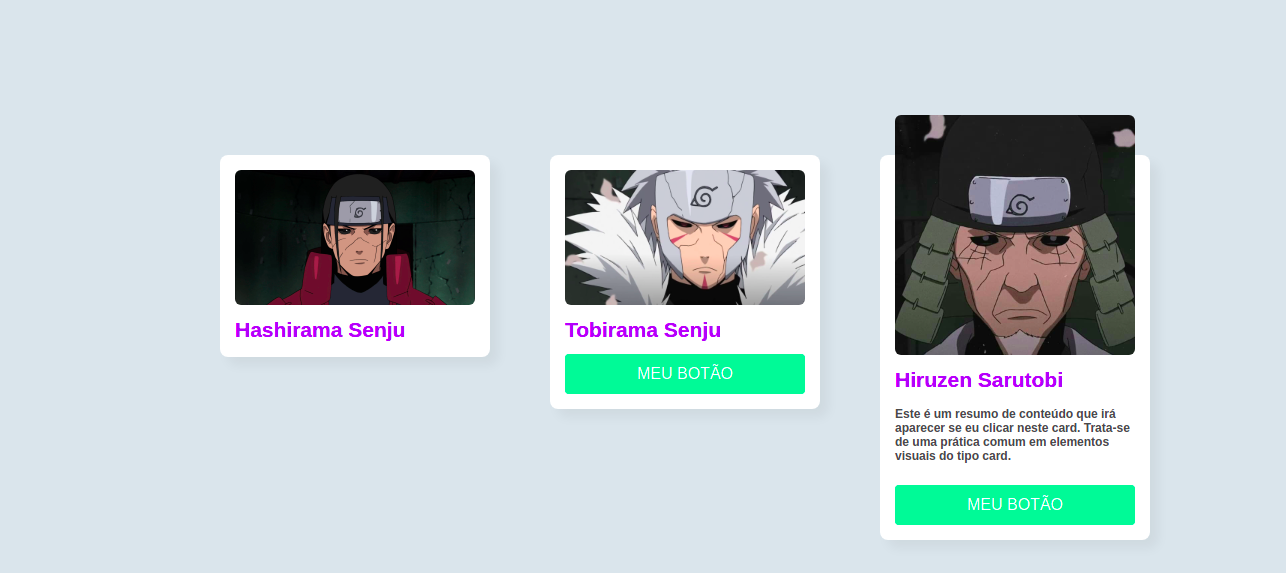 Hashirama Senju
Tobirama Senju
MEU BOTÃO
Hiruzen Sarutobi
Este é um resumo de conteúdo que irá
aparecer se eu clicar neste card. Trata-se
de uma prática comum em elementos
visuais do tipo card.
MEU BOTÃO